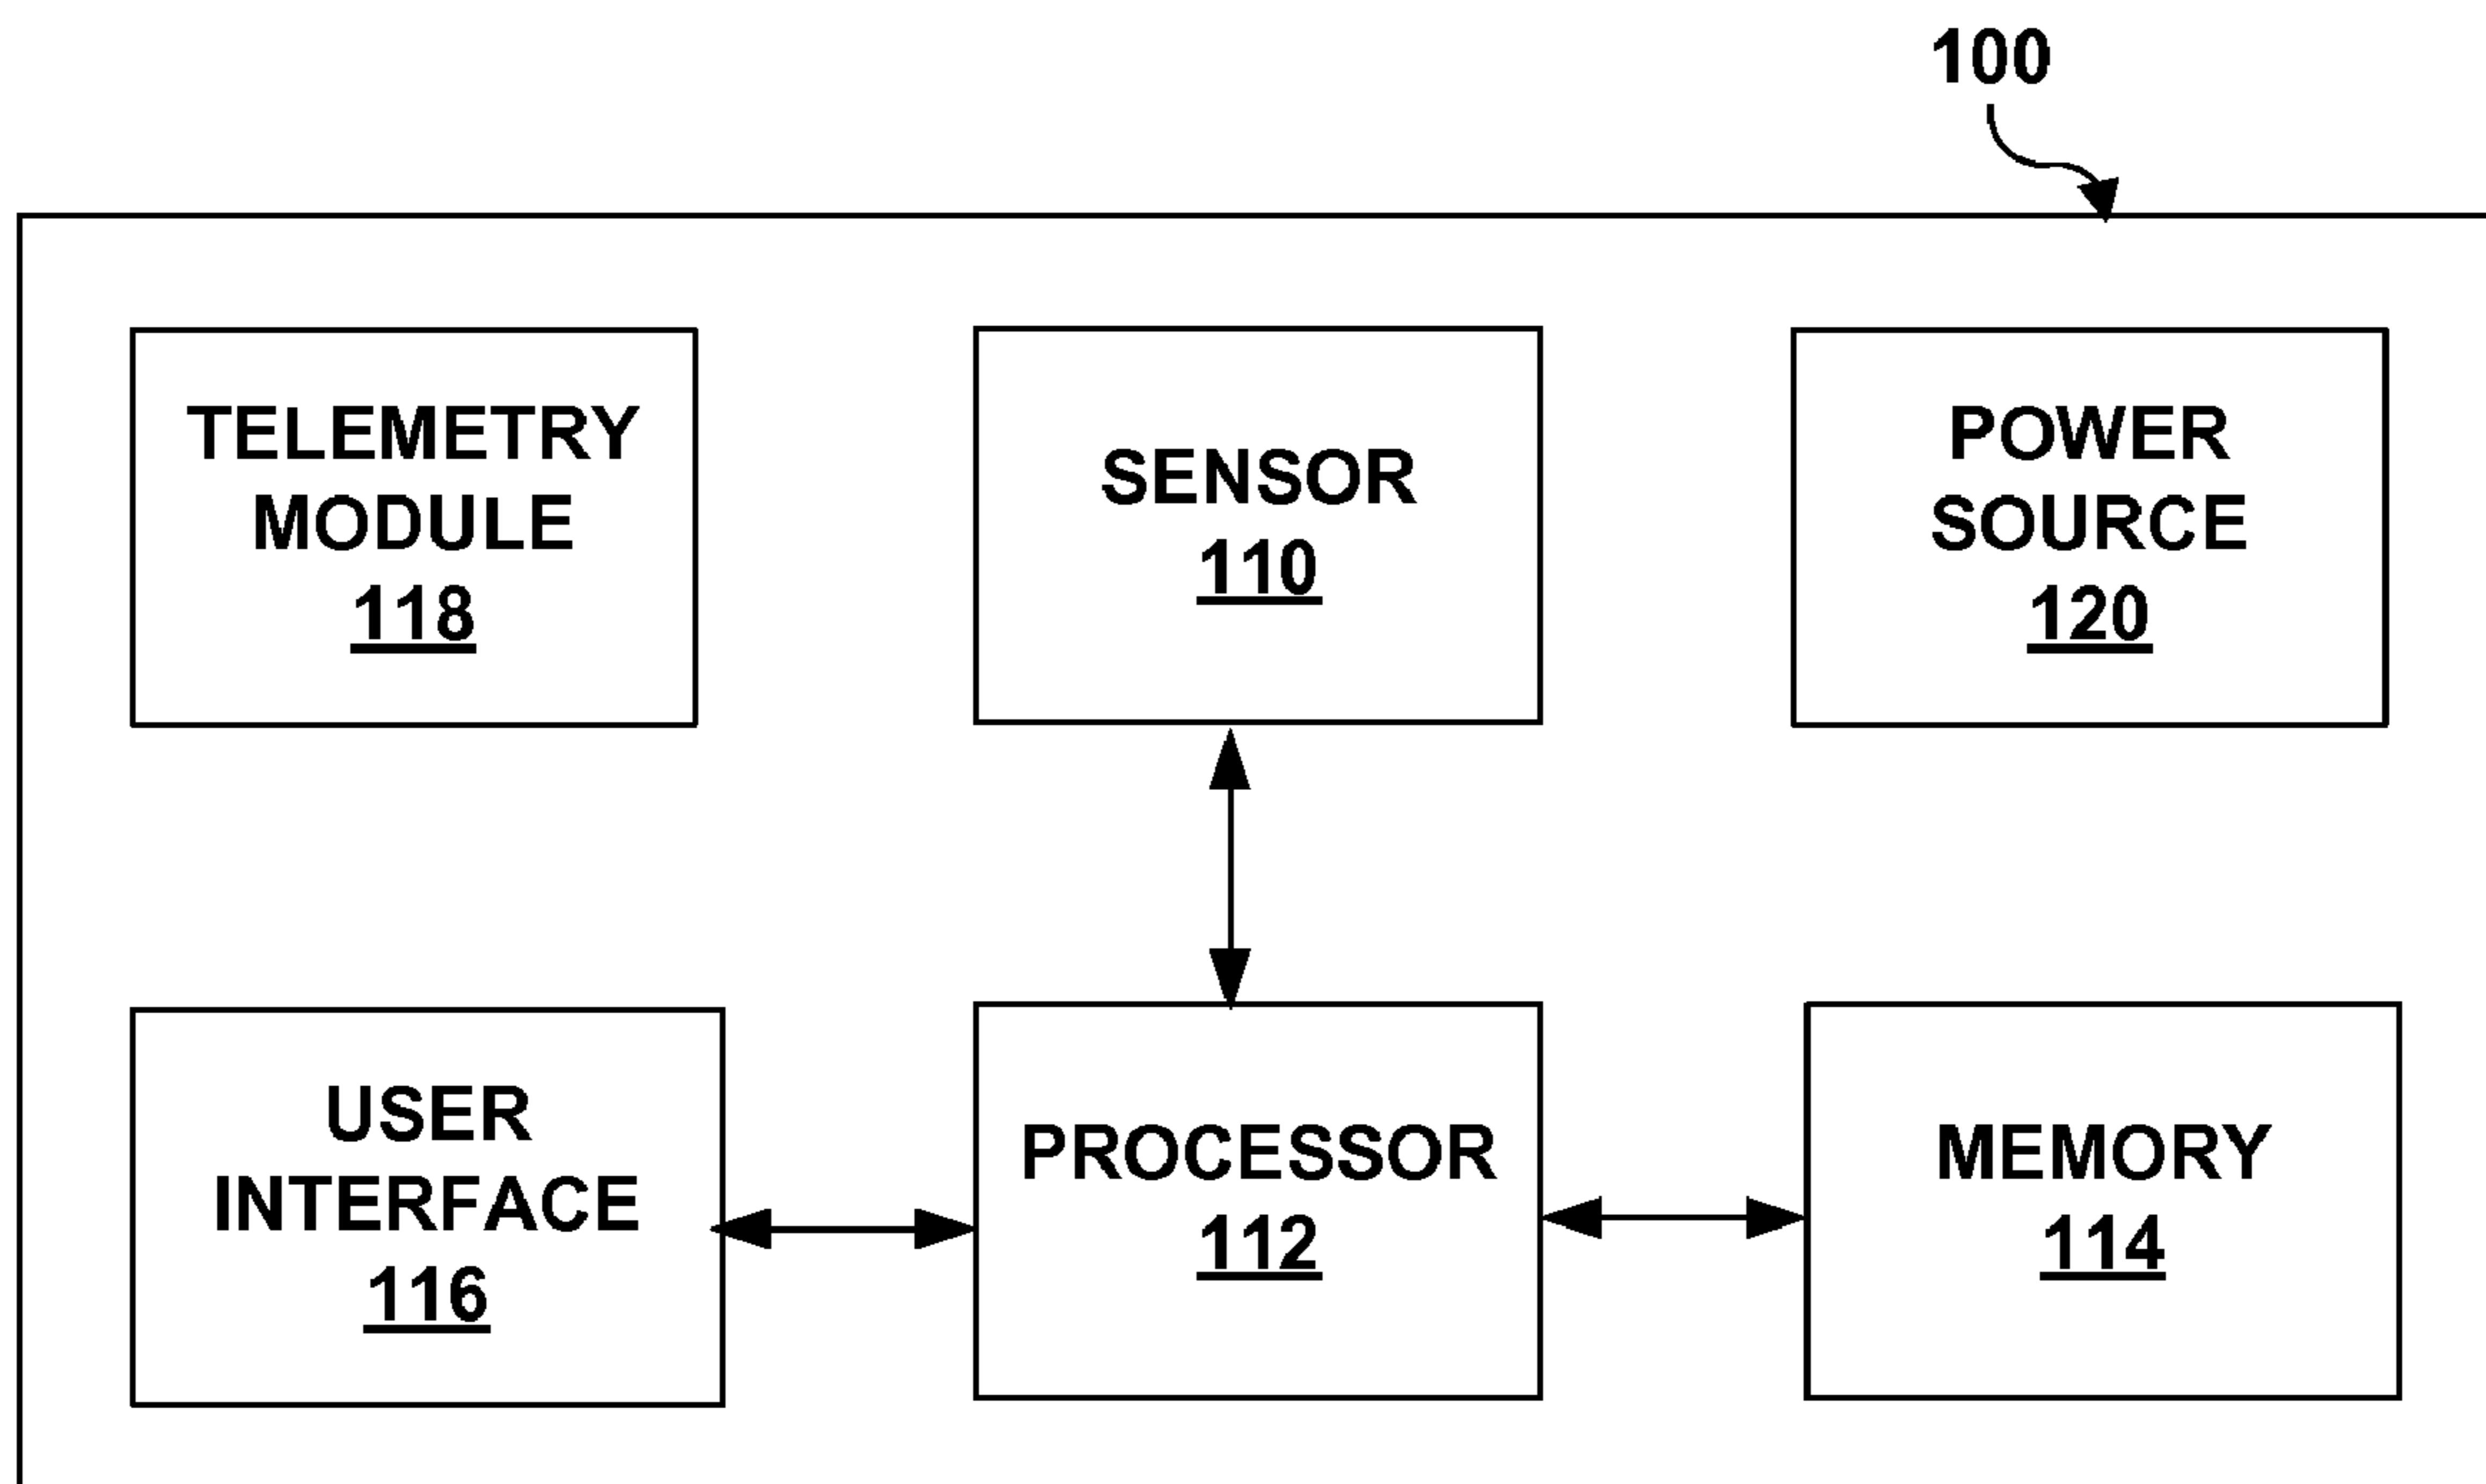 100
TELEMETRY
MODULE
118
SENSOR
110
POWER
SOURCE
120
USER
INTERFACE
116
PROCESSOR
112
MEMORY
114